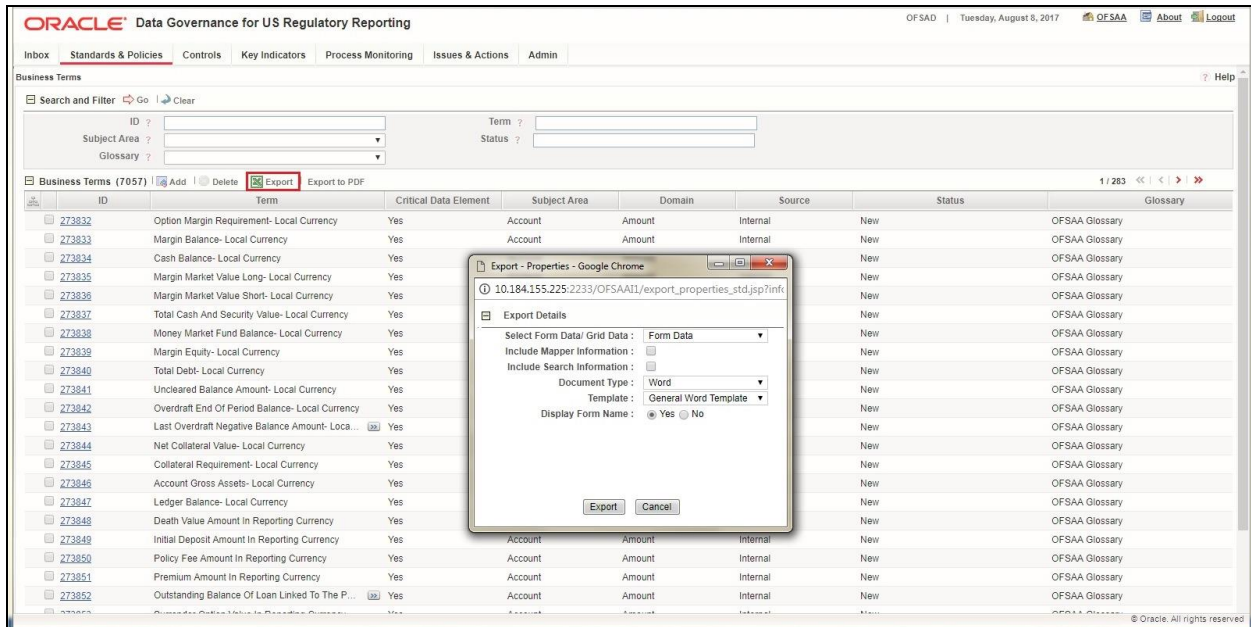 ORACLE® Data Governance for US Regulatory Reporting
OFSAD | Tuesday, August 8, 2017 OFSAA About Logout
Inbox Standards & Policies Controls Key Indicators Process Monitoring Issues & Actions Admin
Business Terms ? Help
Search and Filter Go | Clear
ID ? Term ?
Subject Area ? Status ?
Glossary ?
Business Terms (7057) | Add | Delete Export Export to PDF 1 / 283
ID Term Critical Data Element Subject Area Domain Source Status Glossary
273832 Option Margin Requirement- Local Currency Yes Account Amount Internal New OFSAA Glossary
273833 Margin Balance- Local Currency Yes Account Amount Internal New OFSAA Glossary
273834 Cash Balance- Local Currency Yes New OFSAA Glossary
273835 Margin Market Value Long- Local Currency Yes New OFSAA Glossary
273836 Margin Market Value Short- Local Currency Yes New OFSAA Glossary
273837 Total Cash And Security Value- Local Currency Yes New OFSAA Glossary
273838 Money Market Fund Balance- Local Currency Yes New OFSAA Glossary
273839 Margin Equity- Local Currency Yes New OFSAA Glossary
273840 Total Debt- Local Currency Yes New OFSAA Glossary
273841 Uncleared Balance Amount- Local Currency Yes New OFSAA Glossary
273842 Overdraft End Of Period Balance- Local Currency Yes New OFSAA Glossary
273843 Last Overdraft Negative Balance Amount- Loca... Yes New OFSAA Glossary
273844 Net Collateral Value- Local Currency Yes New OFSAA Glossary
273845 Collateral Requirement- Local Currency Yes New OFSAA Glossary
273846 Account Gross Assets- Local Currency Yes New OFSAA Glossary
273847 Ledger Balance- Local Currency Yes New OFSAA Glossary
273848 Death Value Amount In Reporting Currency Yes New OFSAA Glossary
273849 Initial Deposit Amount In Reporting Currency Yes Account Amount Internal New OFSAA Glossary
273850 Policy Fee Amount In Reporting Currency Yes Account Amount Internal New OFSAA Glossary
273851 Premium Amount In Reporting Currency Yes Account Amount Internal New OFSAA Glossary
273852 Outstanding Balance Of Loan Linked To The P... Yes Account Amount Internal New OFSAA Glossary
Export - Properties - Google Chrome
10.184.155.225:2233/OFSAAI1/export_properties_std.jsp?info
Export Details
Select Form Data/ Grid Data : Form Data
Include Mapper Information :
Include Search Information :
Document Type : Word
Template : General Word Template
Display Form Name : Yes No
Export Cancel
© Oracle. All rights reserved